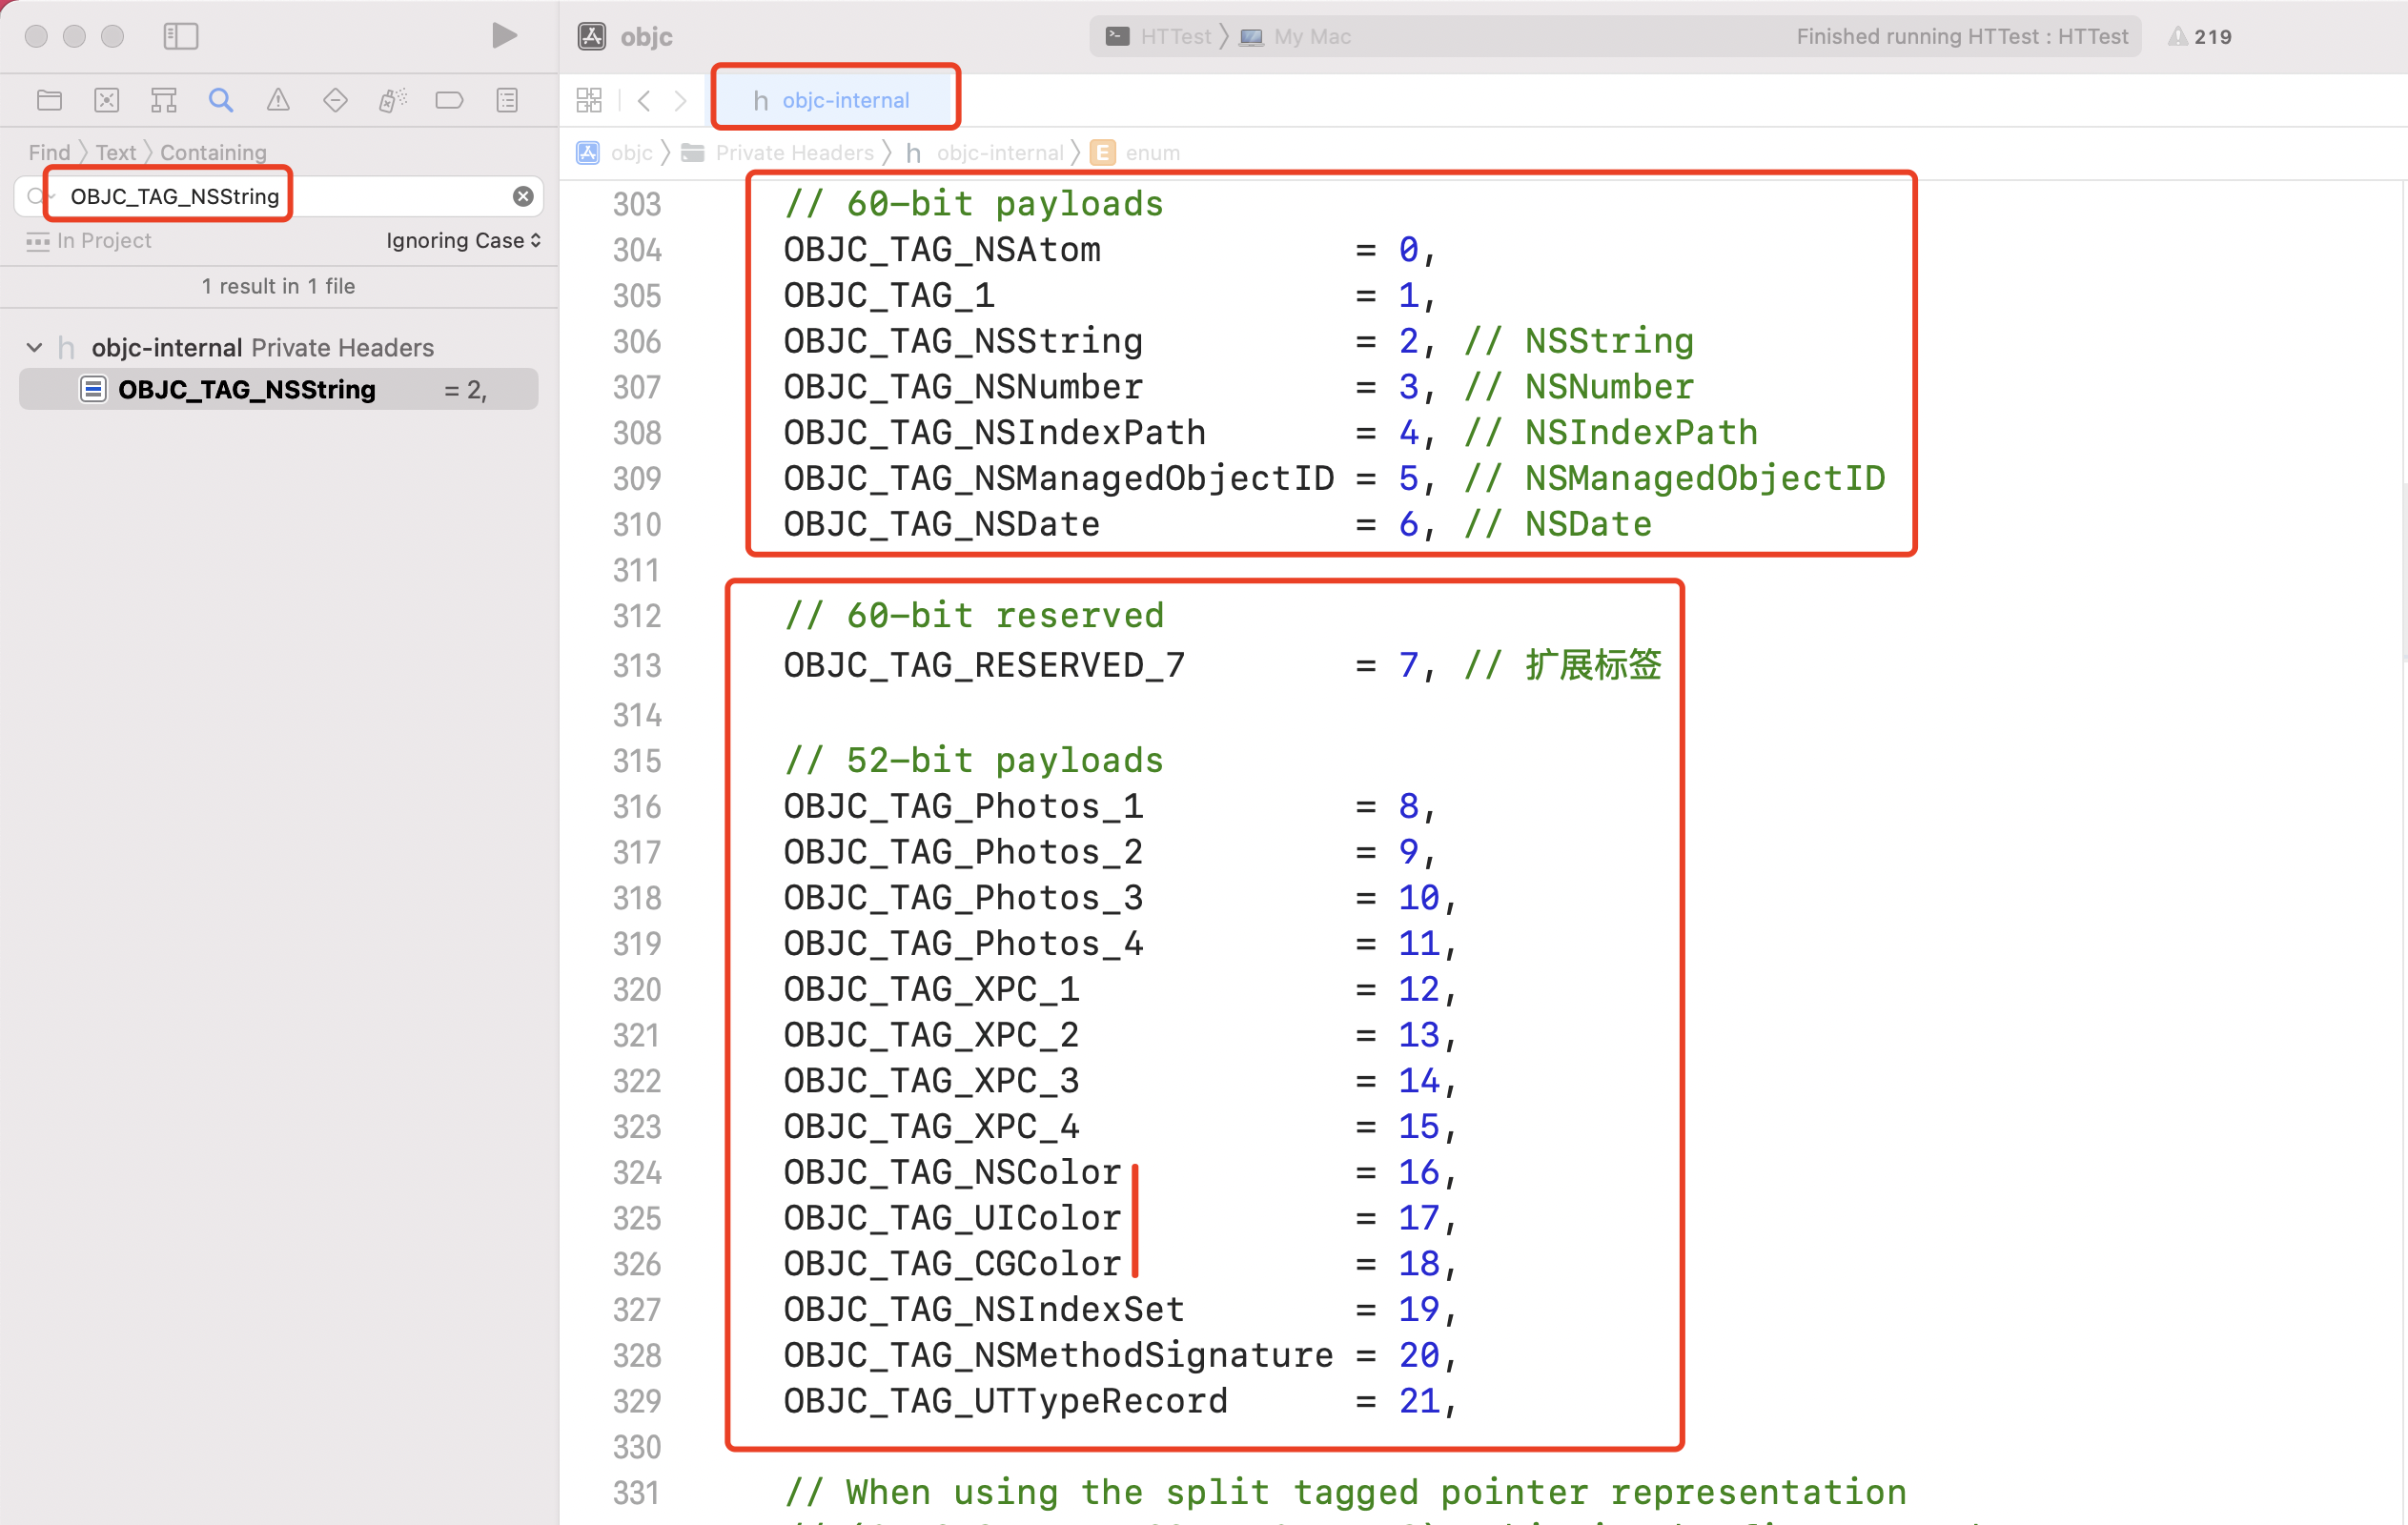 objc
HTTest
My Mac
Finished running HTTest : HTTest
219
h objc-internal
Find
Text
Containing
objc
Private Headers
h objc-internal
E enum
OBJC_TAG_NSString
In Project
Ignoring Case
1 result in 1 file
h objc-internal Private Headers
OBJC_TAG_NSString = 2,
303 // 60-bit payloads
304 OBJC_TAG_NSAtom = 0,
305 OBJC_TAG_1 = 1,
306 OBJC_TAG_NSString = 2, // NSString
307 OBJC_TAG_NSNumber = 3, // NSNumber
308 OBJC_TAG_NSIndexPath = 4, // NSIndexPath
309 OBJC_TAG_NSManagedObjectID = 5, // NSManagedObjectID
310 OBJC_TAG_NSDate = 6, // NSDate
311
312 // 60-bit reserved
313 OBJC_TAG_RESERVED_7 = 7, // 扩展标签
314
315 // 52-bit payloads
316 OBJC_TAG_Photos_1 = 8,
317 OBJC_TAG_Photos_2 = 9,
318 OBJC_TAG_Photos_3 = 10,
319 OBJC_TAG_Photos_4 = 11,
320 OBJC_TAG_XPC_1 = 12,
321 OBJC_TAG_XPC_2 = 13,
322 OBJC_TAG_XPC_3 = 14,
323 OBJC_TAG_XPC_4 = 15,
324 OBJC_TAG_NSColor = 16,
325 OBJC_TAG_UIColor = 17,
326 OBJC_TAG_CGColor = 18,
327 OBJC_TAG_NSIndexSet = 19,
328 OBJC_TAG_NSMethodSignature = 20,
329 OBJC_TAG_UTTypeRecord = 21,
330
331 // When using the split tagged pointer representation